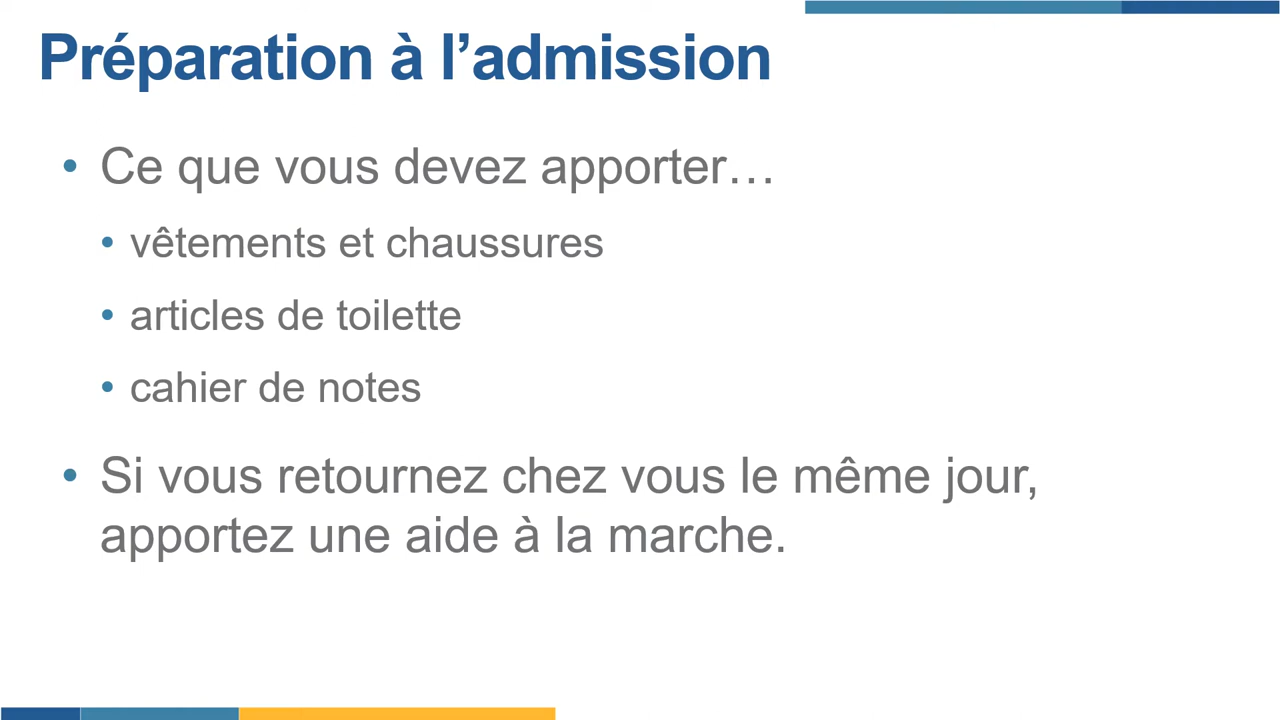 Préparation à l’admission
• Ce que vous devez apporter…
• vêtements et chaussures
• articles de toilette
• cahier de notes
• Si vous retournez chez vous le même jour,
apportez une aide à la marche.